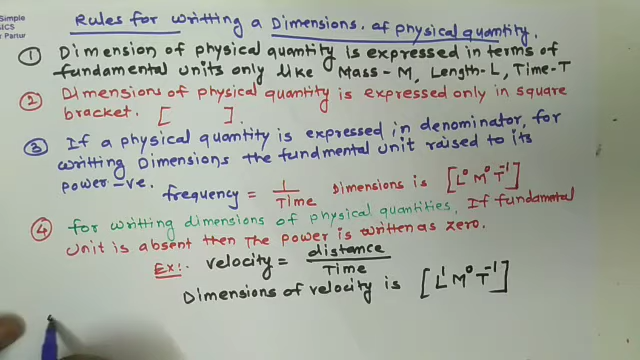 Simple
SICS
r Parlur
Rules for writting a Dimensions of physical quantity.
① Dimension of physical quantity is expressed in terms of
fundamental units only like Mass-M, Length-L, Time-T
② Dimensions of physical quantity is expressed only in square
bracket. [ ].
③ If a physical quantity is expressed in denominator, for
writting Dimensions the fundmental unit raised to its
power -ve. frequency = 1/Time Dimensions is [L⁰ M⁰ T⁻¹]
④ for writting dimensions of physical quantities, If fundamental
unit is absent then the power is written as zero.
Ex:. velocity = distance/Time
Dimensions of velocity is [L¹ M⁰ T⁻¹]